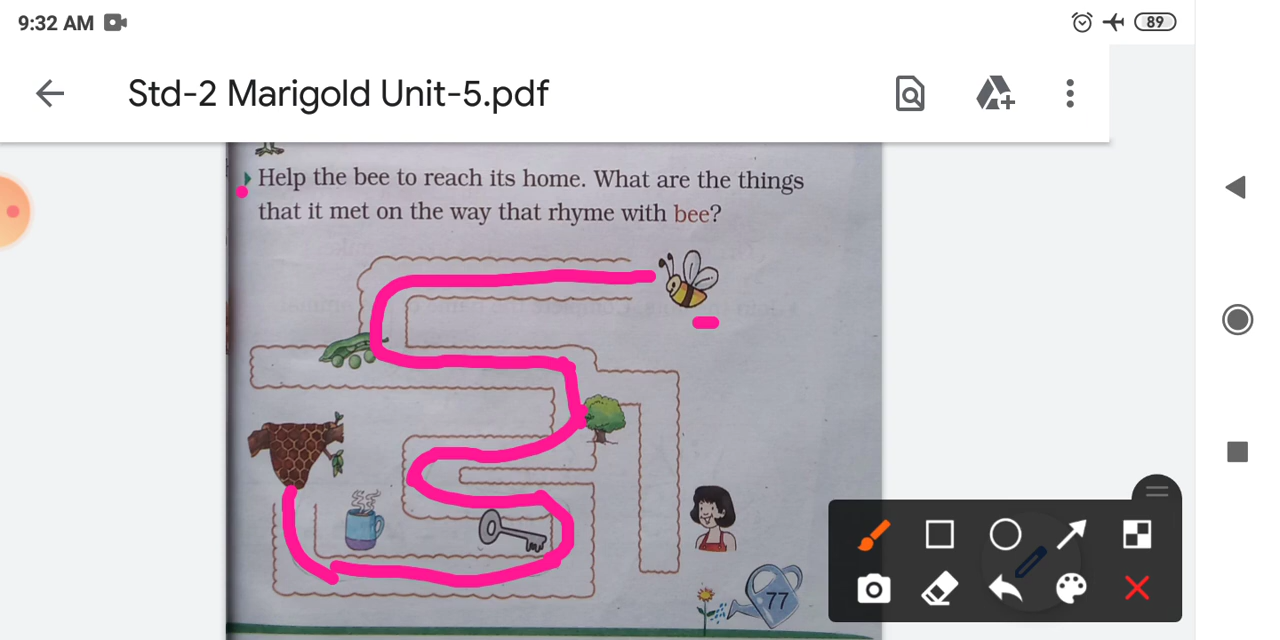 9:32 AM
89
Std-2 Marigold Unit-5.pdf
Help the bee to reach its home. What are the things
that it met on the way that rhyme with bee?
77